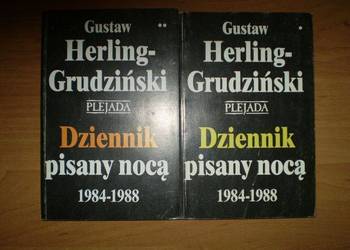 Gustaw
**
Herling-
Grudziński
PLEJADA
Dziennik
pisany nocą
1984-1988
Gustaw
*
Herling-
Grudziński
PLEJADA
Dziennik
pisany nocą
1984-1988